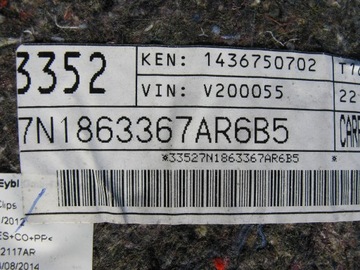 3352
KEN: 1436750702
VIN: V200055
7N1863367AR6B5
*33527N1863367AR6B5
Eybl
Clips
/2012
ES+CO+PP<
2117AR
/08/2014